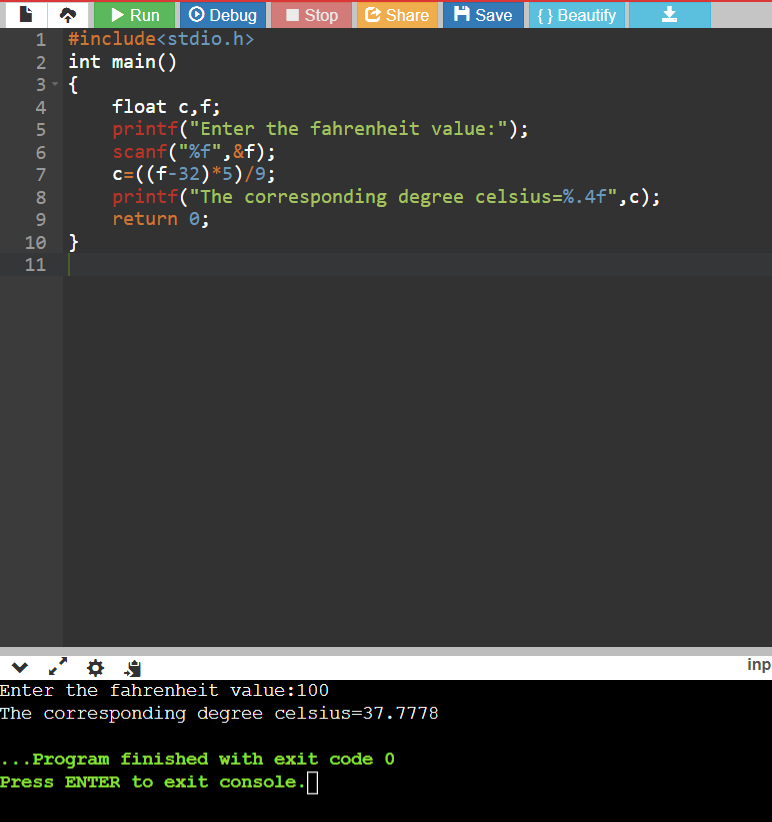 Run Debug Stop Share Save { } Beautify
1 #include<stdio.h>
2 int main()
3 {
4     float c,f;
5     printf("Enter the fahrenheit value:");
6     scanf("%f",&f);
7     c=((f-32)*5)/9;
8     printf("The corresponding degree celsius=%.4f",c);
9     return 0;
10 }
11
inp
Enter the fahrenheit value:100
The corresponding degree celsius=37.7778
...Program finished with exit code 0
Press ENTER to exit console.